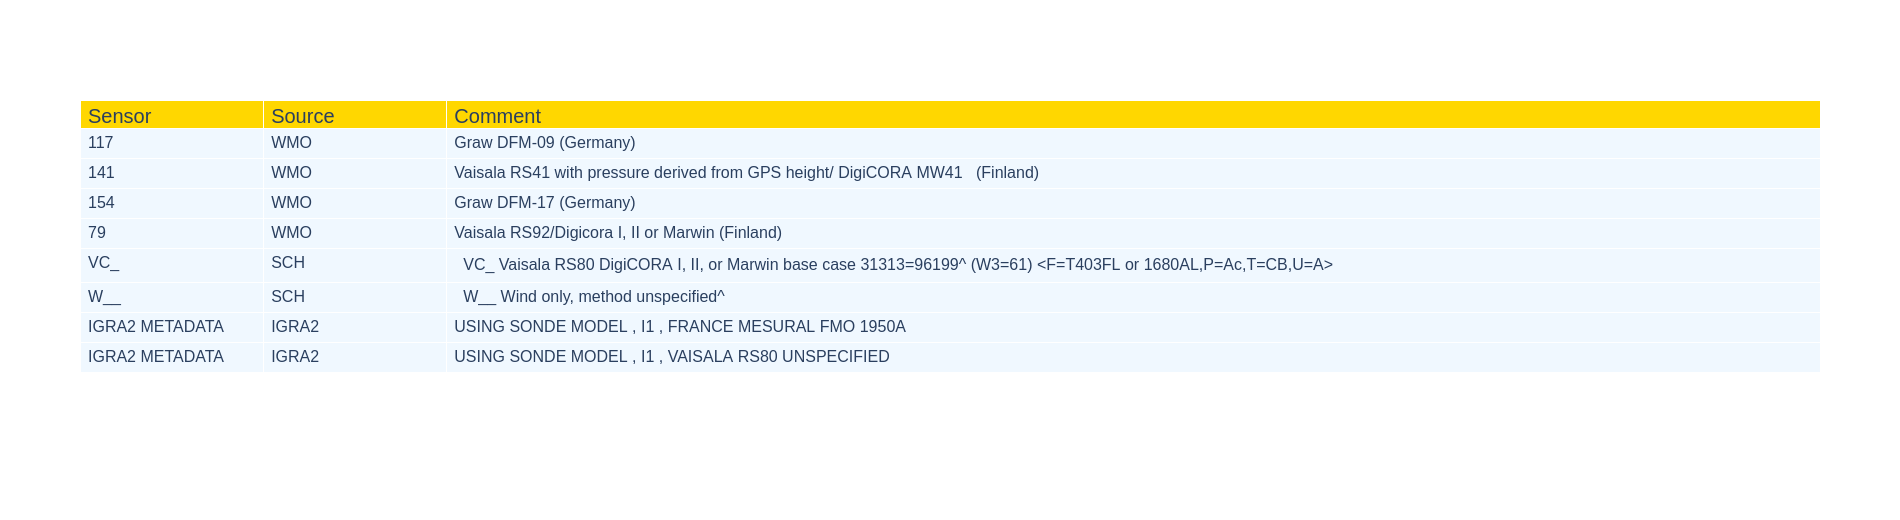 Sensor Source Comment
117 WMO Graw DFM-09 (Germany)
141 WMO Vaisala RS41 with pressure derived from GPS height/ DigiCORA MW41   (Finland)
154 WMO Graw DFM-17 (Germany)
79 WMO Vaisala RS92/Digicora I, II or Marwin (Finland)
VC_ SCH VC_ Vaisala RS80 DigiCORA I, II, or Marwin base case 31313=96199^ (W3=61) <F=T403FL or 1680AL,P=Ac,T=CB,U=A>
W__ SCH W__ Wind only, method unspecified^
IGRA2 METADATA IGRA2 USING SONDE MODEL , I1 , FRANCE MESURAL FMO 1950A
IGRA2 METADATA IGRA2 USING SONDE MODEL , I1 , VAISALA RS80 UNSPECIFIED